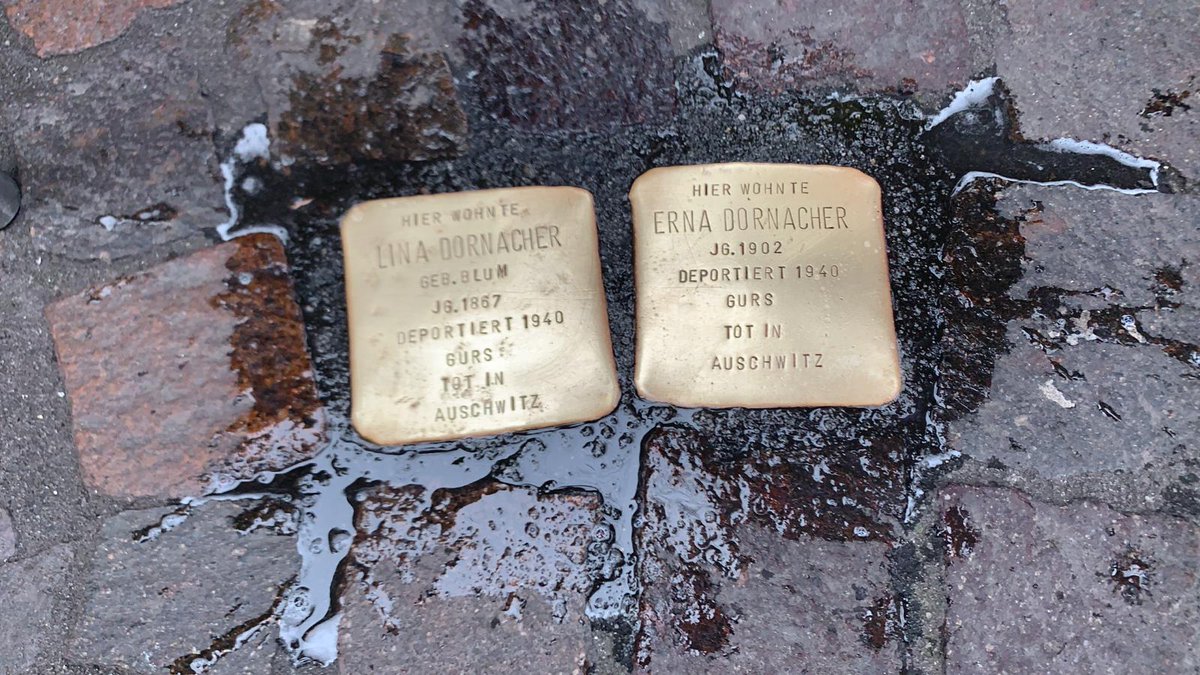 HIER WOHNTE
LINA DORNACHER
GEB. BLUM
JG. 1867
DEPORTIERT 1940
GURS
TOT IN
AUSCHWITZ
HIER WOHNTE
ERNA DORNACHER
JG. 1902
DEPORTIERT 1940
GURS
TOT IN
AUSCHWITZ